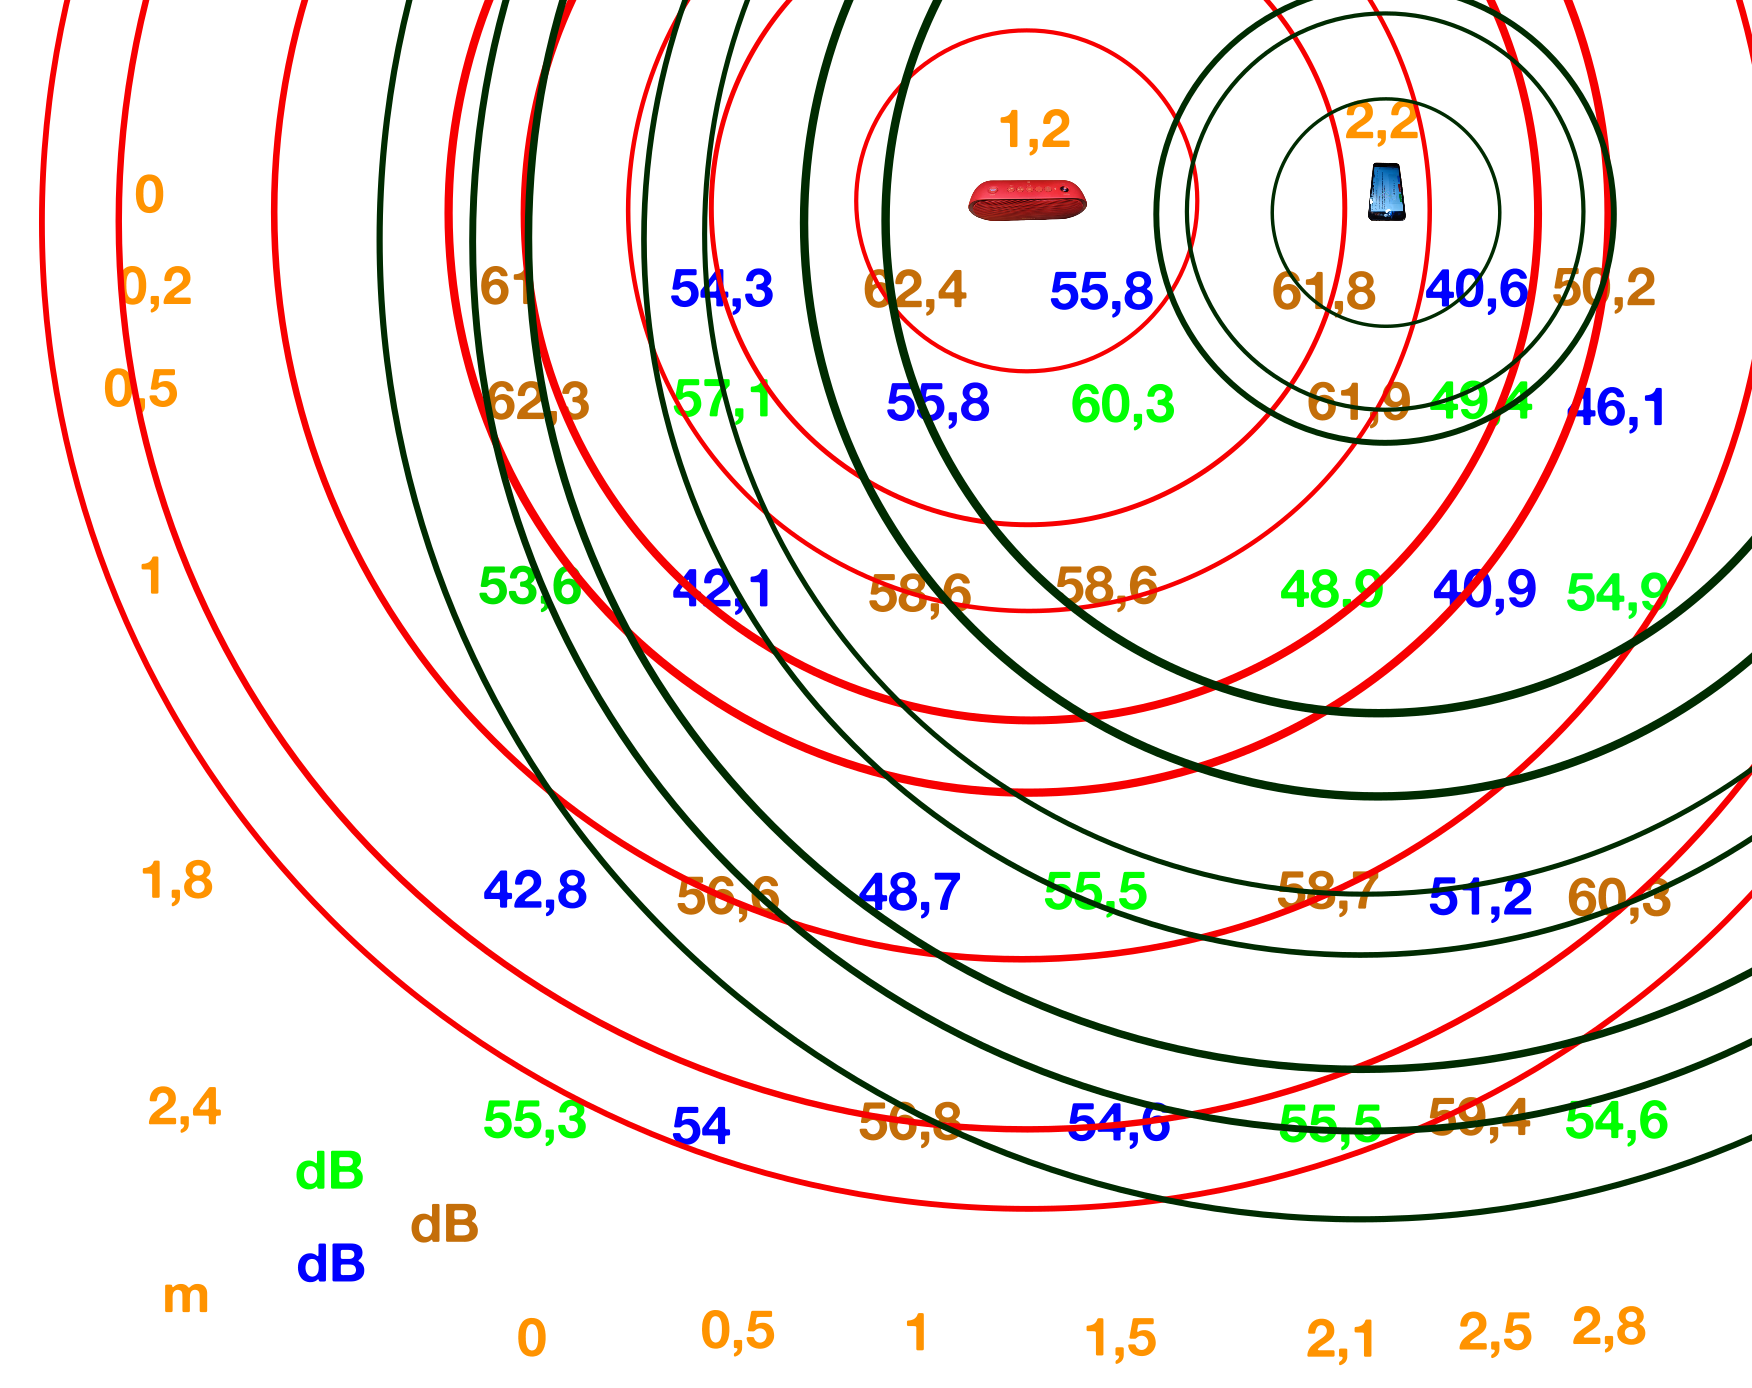 1,2 2,2
0
0,2 61 54,3 62,4 55,8 61,8 40,6 50,2
0,5 62,3 57,1 55,8 60,3 61,9 49,4 46,1
1 53,6 42,1 58,6 58,6 48,9 40,9 54,9
1,8 42,8 56,6 48,7 55,5 58,7 51,2 60,3
2,4 55,3 54 56,8 54,6 55,5 59,4 54,6
dB
dB
dB
m
0 0,5 1 1,5 2,1 2,5 2,8